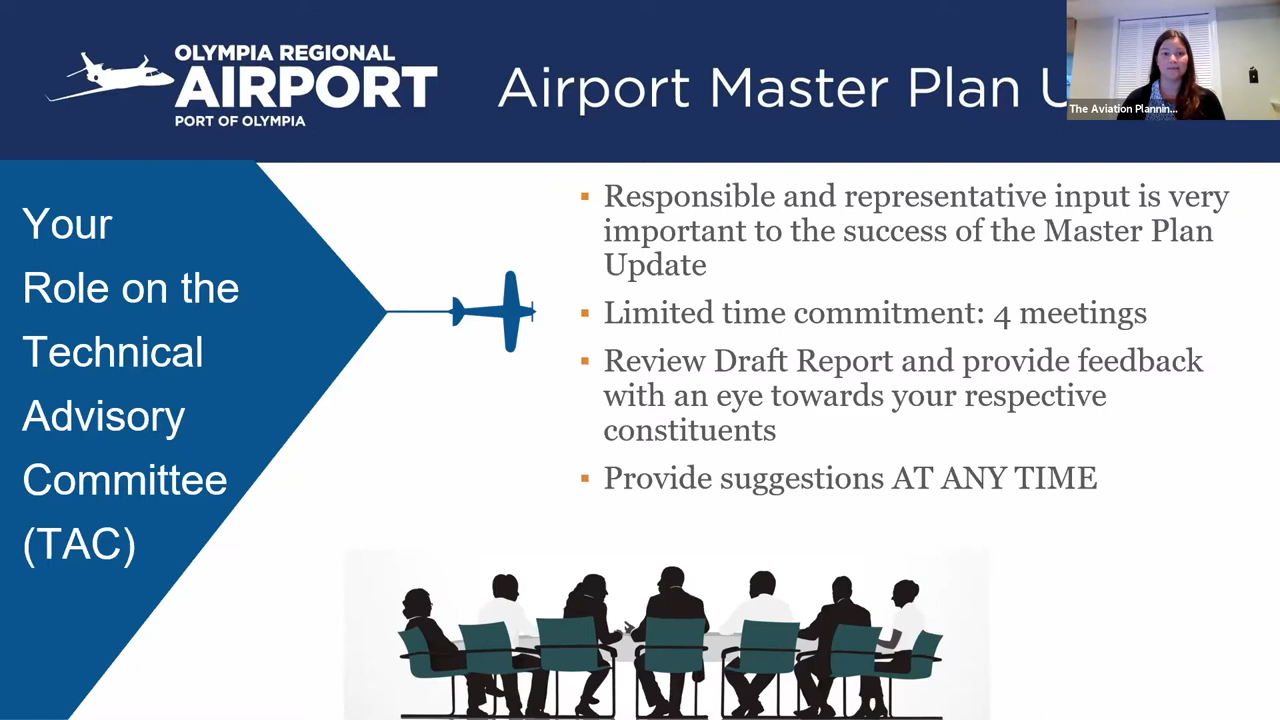 OLYMPIA REGIONAL
AIRPORT
PORT OF OLYMPIA
Airport Master Plan U
The Aviation Plannin...
Your
Role on the
Technical
Advisory
Committee
(TAC)
▪ Responsible and representative input is very
important to the success of the Master Plan
Update
▪ Limited time commitment: 4 meetings
▪ Review Draft Report and provide feedback
with an eye towards your respective
constituents
▪ Provide suggestions AT ANY TIME